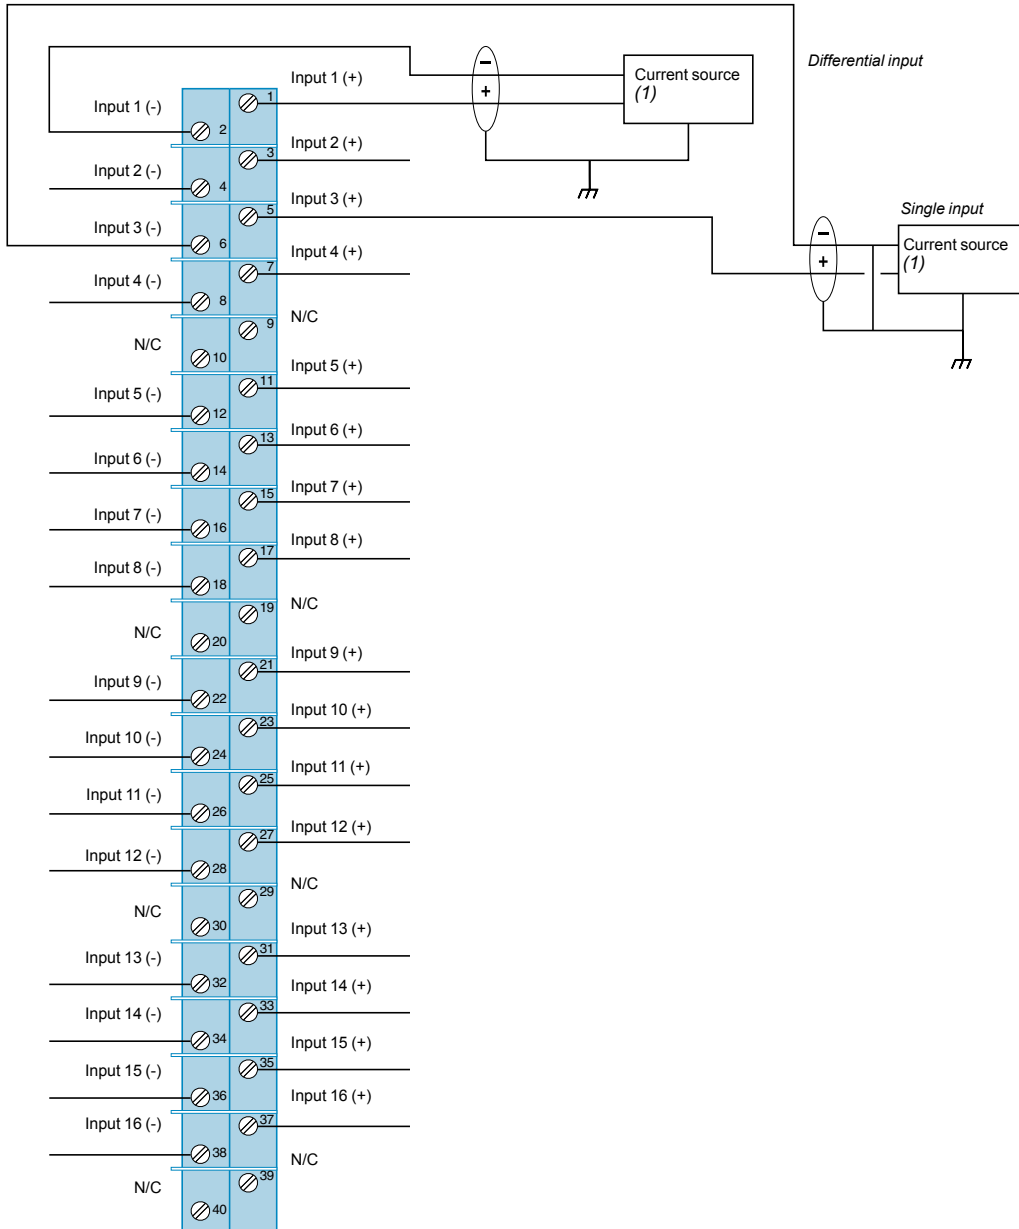 Differential input
Input 1 (+)
−
Current source
(1)
+
1
Input 1 (-)
2
Input 2 (+)
3
Input 2 (-)
4
Input 3 (+)
5
Single input
Input 3 (-)
−
6
Current source
(1)
Input 4 (+)
+
7
Input 4 (-)
8
N/C
9
N/C
10
Input 5 (+)
11
Input 5 (-)
12
Input 6 (+)
13
Input 6 (-)
14
Input 7 (+)
15
Input 7 (-)
16
Input 8 (+)
17
Input 8 (-)
18
N/C
19
N/C
20
Input 9 (+)
21
Input 9 (-)
22
Input 10 (+)
23
Input 10 (-)
24
Input 11 (+)
25
Input 11 (-)
26
Input 12 (+)
27
Input 12 (-)
28
N/C
29
N/C
30
Input 13 (+)
31
Input 13 (-)
32
Input 14 (+)
33
Input 14 (-)
34
Input 15 (+)
35
Input 15 (-)
36
Input 16 (+)
37
Input 16 (-)
38
N/C
39
N/C
40